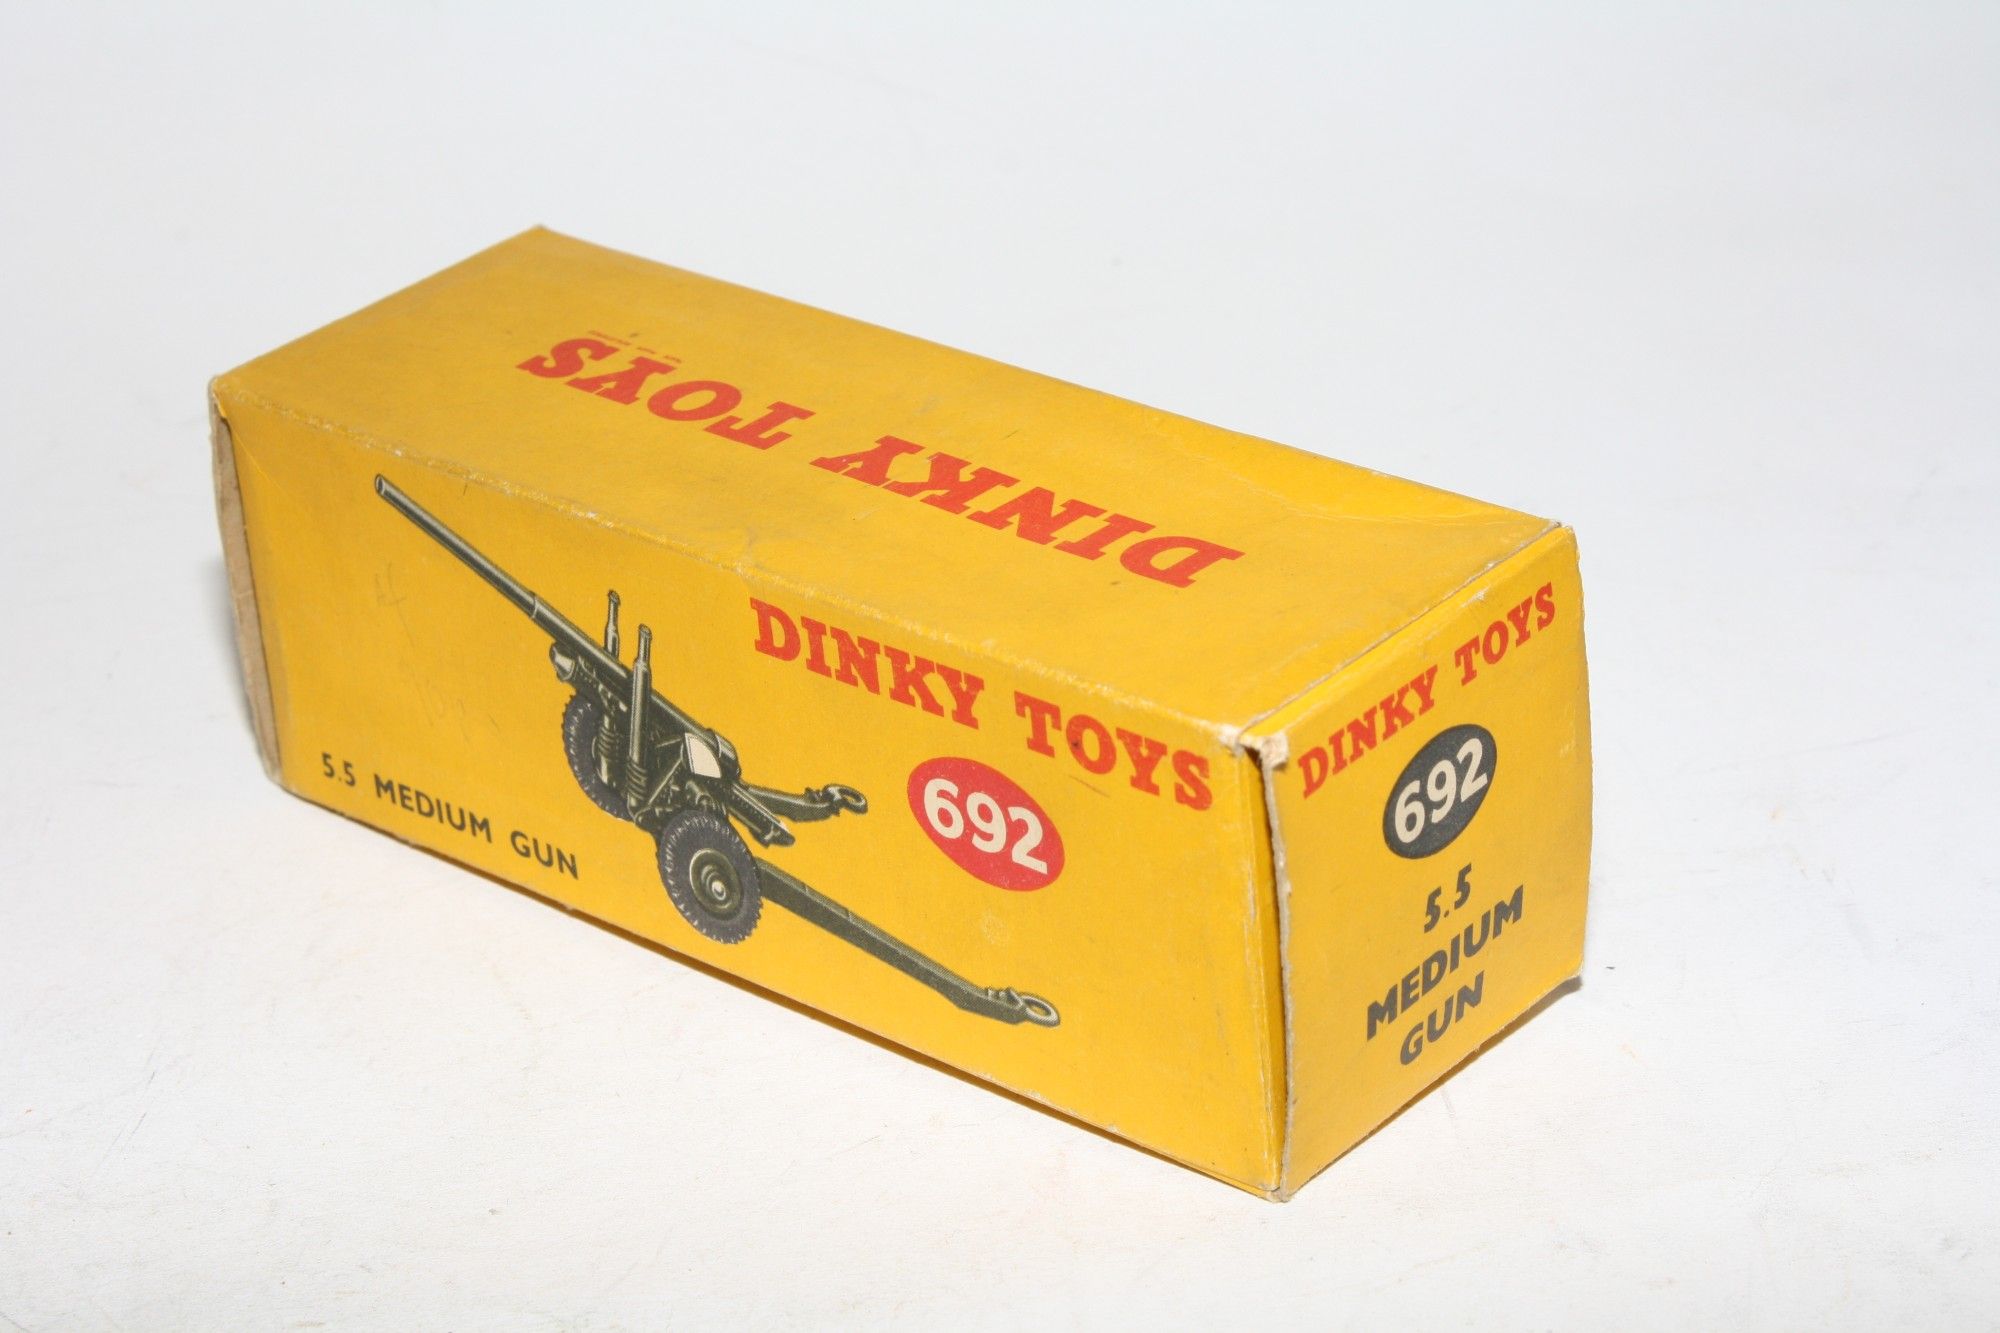 DINKY TOYS
DINKY TOYS
692
5.5 MEDIUM GUN
DINKY TOYS
692
5.5
MEDIUM
GUN